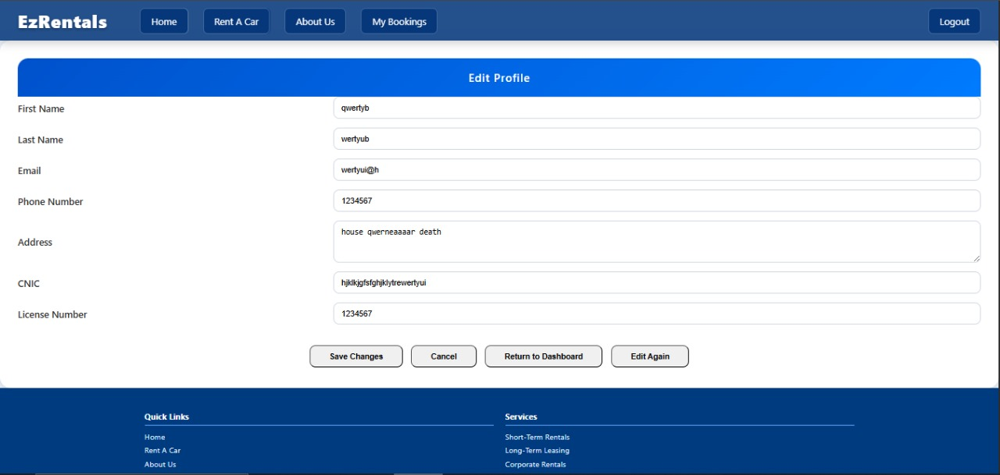 EzRentals Home Rent A Car About Us My Bookings Logout
Edit Profile
First Name qwertyb
Last Name wertyub
Email wertyui@h
Phone Number 1234567
Address house qwerneaaaar death
CNIC hjklkjgfsfghjklytrewertyui
License Number 1234567
Save Changes Cancel Return to Dashboard Edit Again
Quick Links Services
Home Short-Term Rentals
Rent A Car Long-Term Leasing
About Us Corporate Rentals